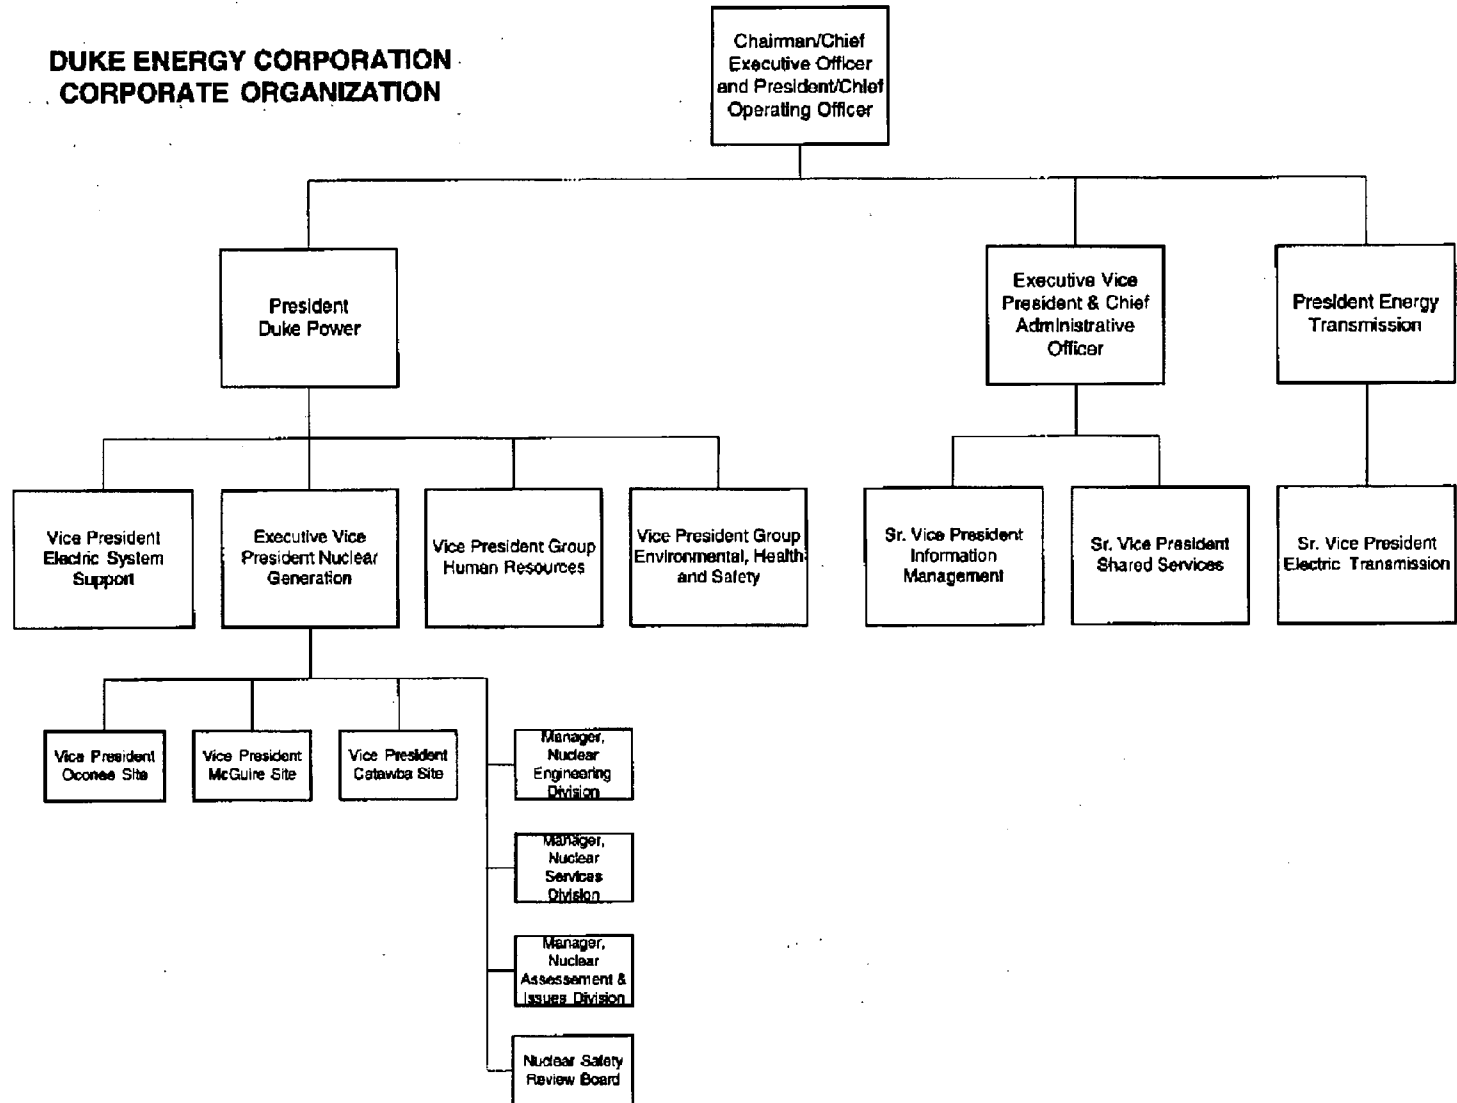 DUKE ENERGY CORPORATION
CORPORATE ORGANIZATION
Chairman/Chief
Executive Officer
and President/Chief
Operating Officer
President
Duke Power
Executive Vice
President & Chief
Administrative
Officer
President Energy
Transmission
Vice President
Electric System
Support
Executive Vice
President Nuclear
Generation
Vice President Group
Human Resources
Vice President Group
Environmental, Health
and Safety
Sr. Vice President
Information
Management
Sr. Vice President
Shared Services
Sr. Vice President
Electric Transmission
Vice President
Oconee Site
Vice President
McGuire Site
Vice President
Catawba Site
Manager,
Nuclear
Engineering
Division
Manager,
Nuclear
Services
Division
Manager,
Nuclear
Assessment &
Issues Division
Nuclear Safety
Review Board